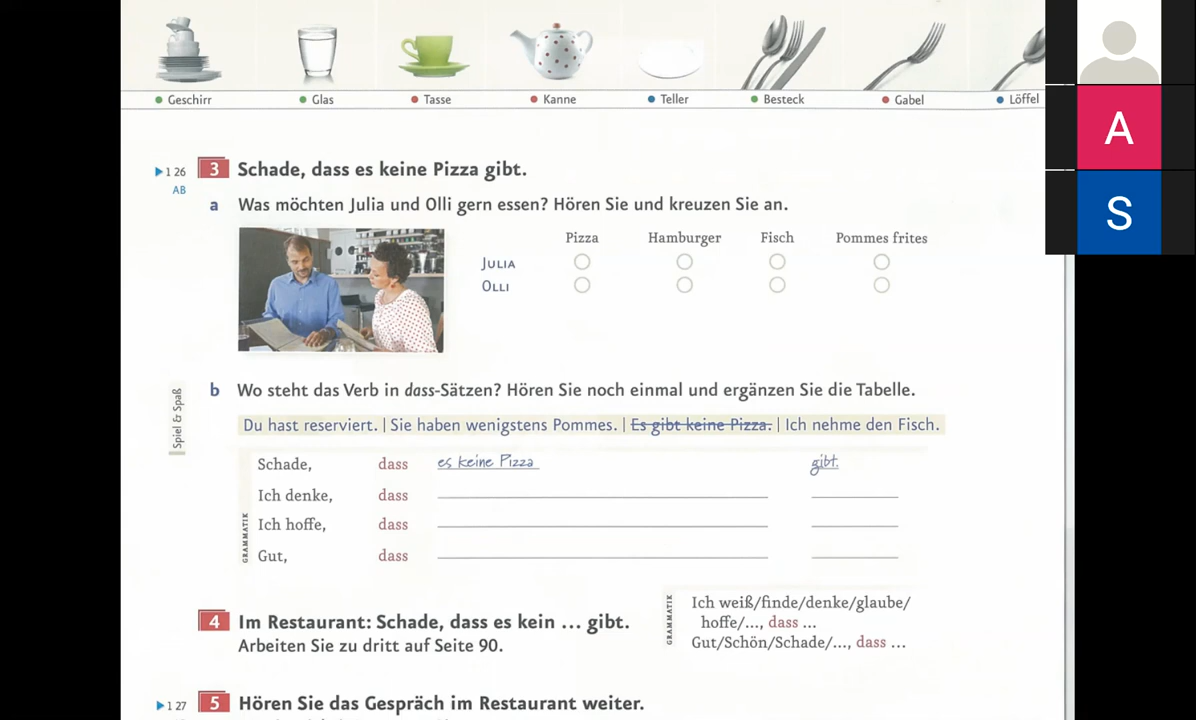 Geschirr Glas Tasse Kanne Teller Besteck Gabel Löffel
A
S
1 26 3 Schade, dass es keine Pizza gibt.
AB
a Was möchten Julia und Olli gern essen? Hören Sie und kreuzen Sie an.
Pizza Hamburger Fisch Pommes frites
JULIA
OLLI
Spiel & Spaß
b Wo steht das Verb in dass-Sätzen? Hören Sie noch einmal und ergänzen Sie die Tabelle.
Du hast reserviert. | Sie haben wenigstens Pommes. | Es gibt keine Pizza. | Ich nehme den Fisch.
GRAMMATIK
Schade, dass es keine Pizza gibt.
Ich denke, dass
Ich hoffe, dass
Gut, dass
4 Im Restaurant: Schade, dass es kein ... gibt.
Arbeiten Sie zu dritt auf Seite 90.
GRAMMATIK
Ich weiß/finde/denke/glaube/
hoffe/..., dass ...
Gut/Schön/Schade/..., dass ...
1 27 5 Hören Sie das Gespräch im Restaurant weiter.